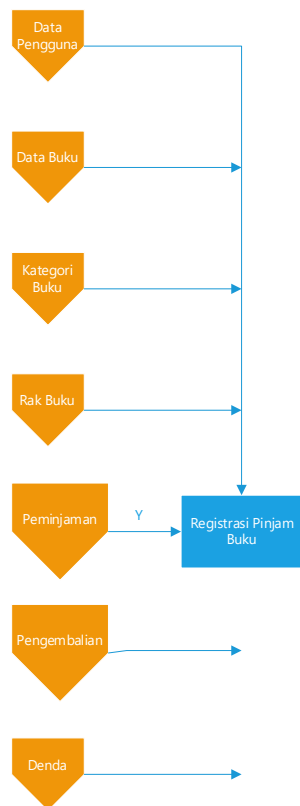 Data
Pengguna
Data Buku
Kategori
Buku
Rak Buku
Peminjaman
Y
Registrasi Pinjam
Buku
Pengembalian
Denda